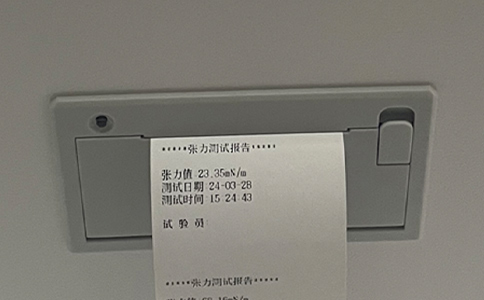 *****张力测试报告*****
张力值:23.35mN/m
测试日期:24-03-28
测试时间:15:24:43
试 验 员
*****张力测试报告*****